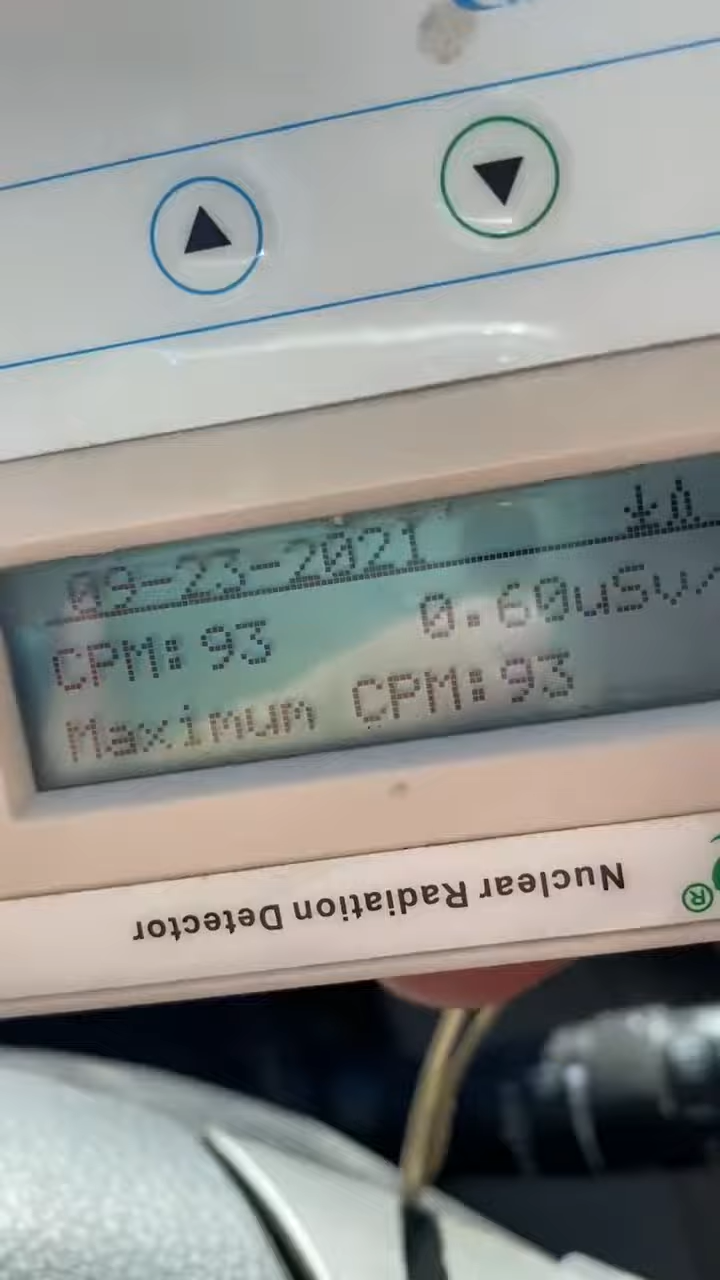 09-23-2021
CPM:93 0.60uSv/
Maximum CPM:93
Nuclear Radiation Detector
®